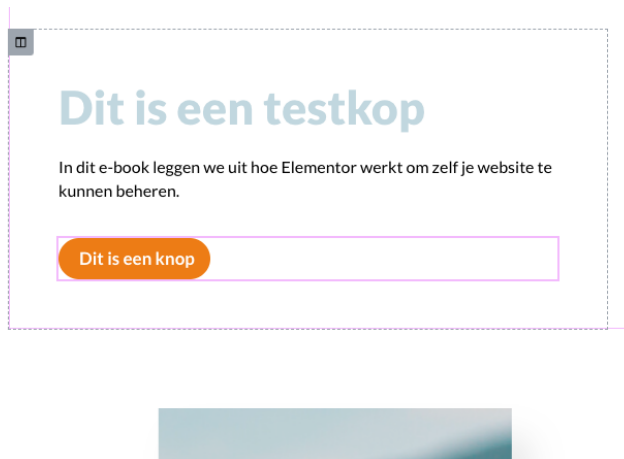 Dit is een testkop
In dit e-book leggen we uit hoe Elementor werkt om zelf je website te
kunnen beheren.
Dit is een knop